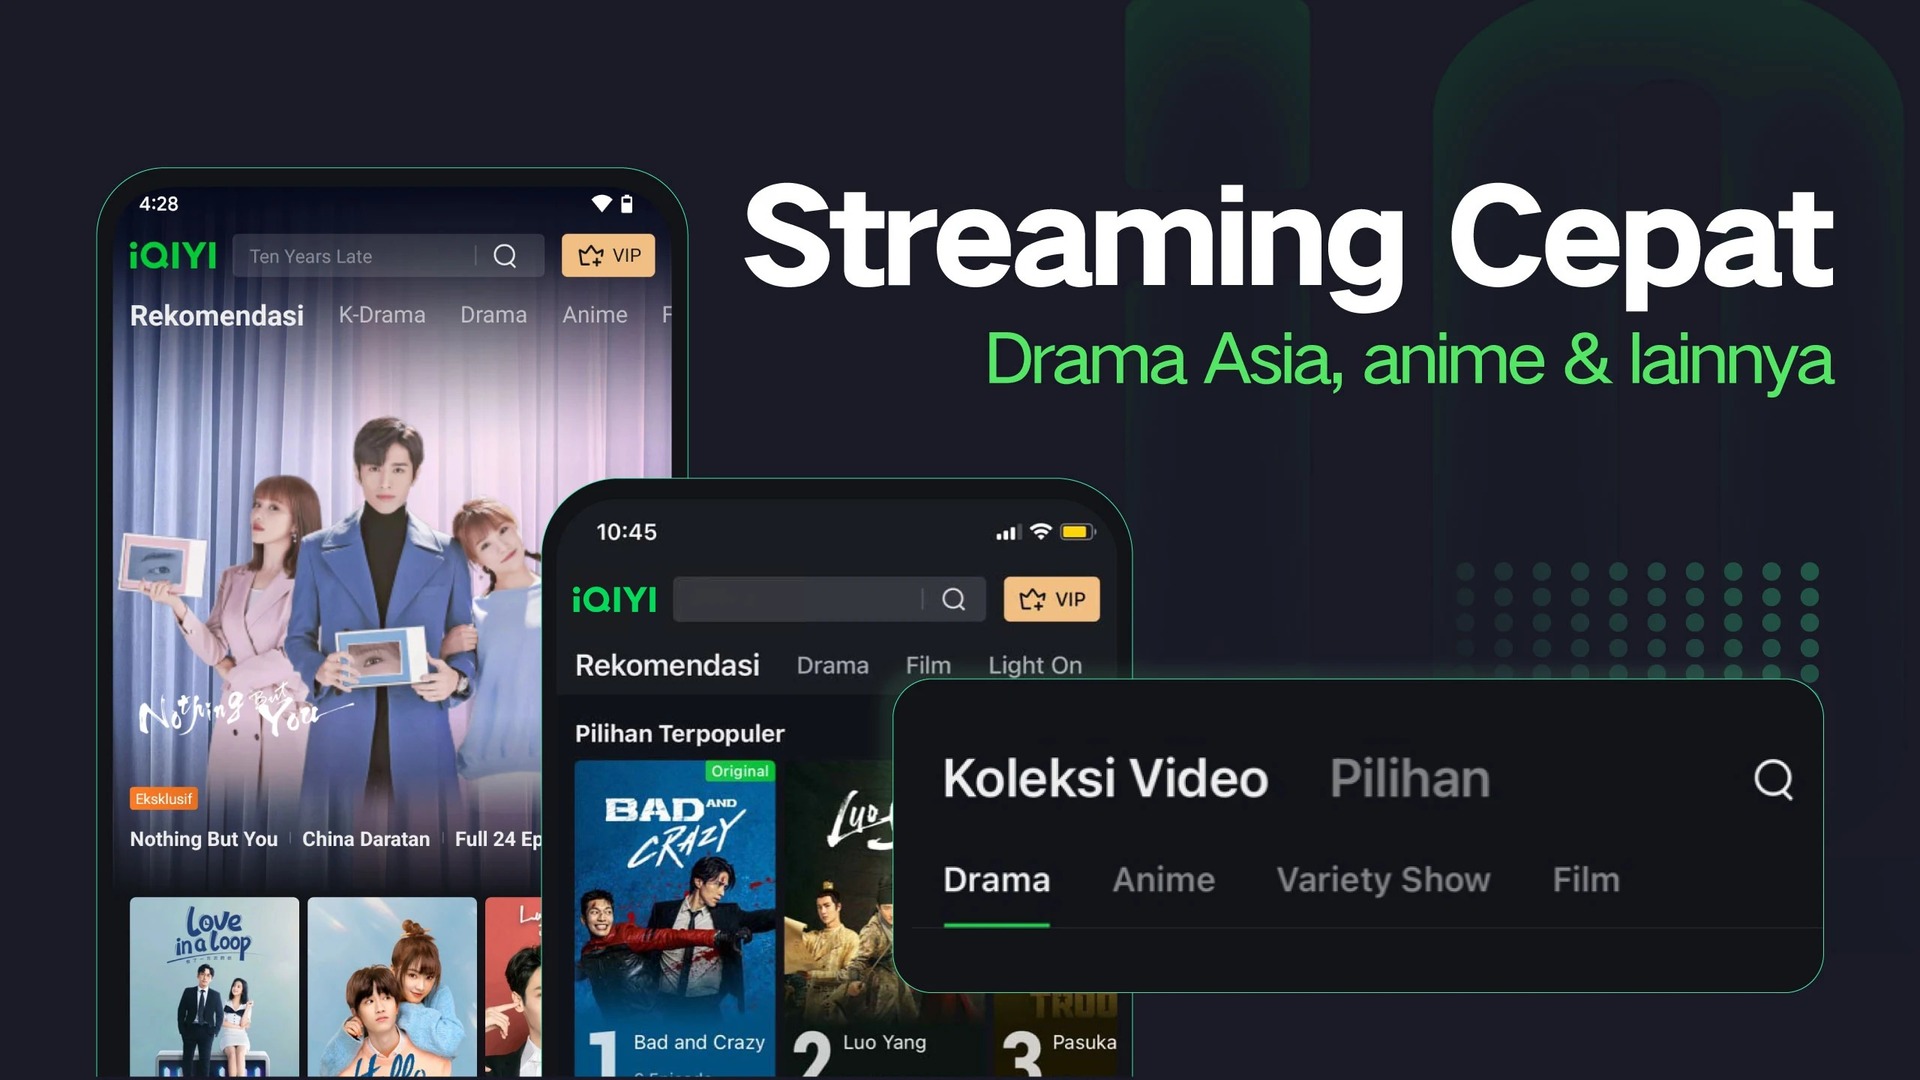 Streaming Cepat
Drama Asia, anime & lainnya
4:28
iQIYI Ten Years Late VIP
Rekomendasi K-Drama Drama Anime F
Nothing But You
Eksklusif
Nothing But You China Daratan Full 24 Ep
Love in a Loop
Hello
10:45
iQIYI VIP
Rekomendasi Drama Film Light On
Pilihan Terpopuler
Original
BAD AND CRAZY
Luo
1 Bad and Crazy
2 Luo Yang
3 Pasuka
Koleksi Video Pilihan
Drama Anime Variety Show Film